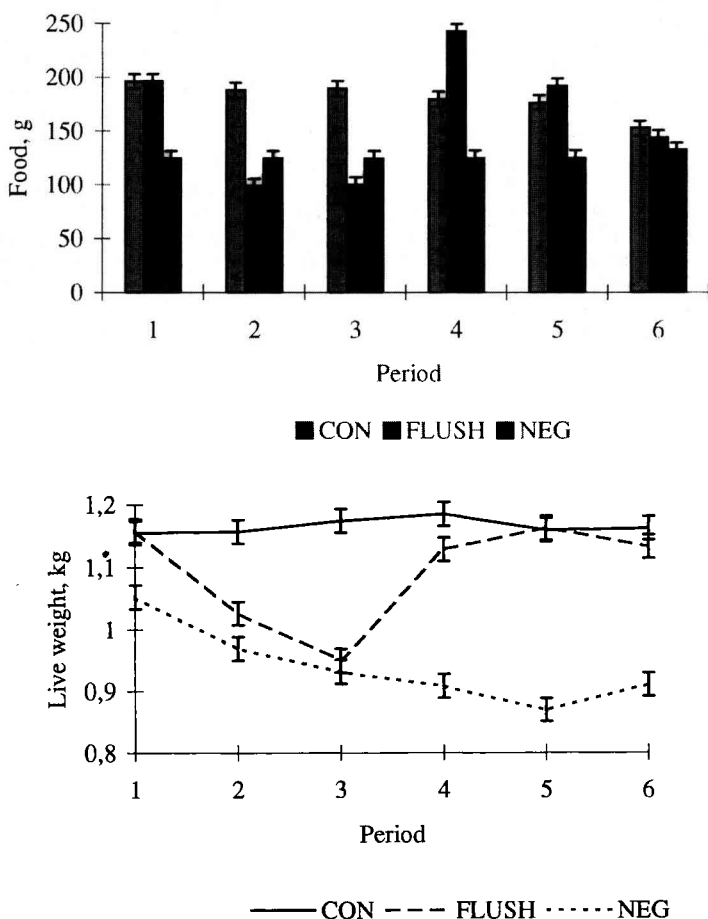 Food, g
250
200
150
100
50
0
1 2 3 4 5 6
Period
CON FLUSH NEG
Live weight, kg
1,2
1,1
1
0,9
0,8
1 2 3 4 5 6
Period
CON FLUSH NEG